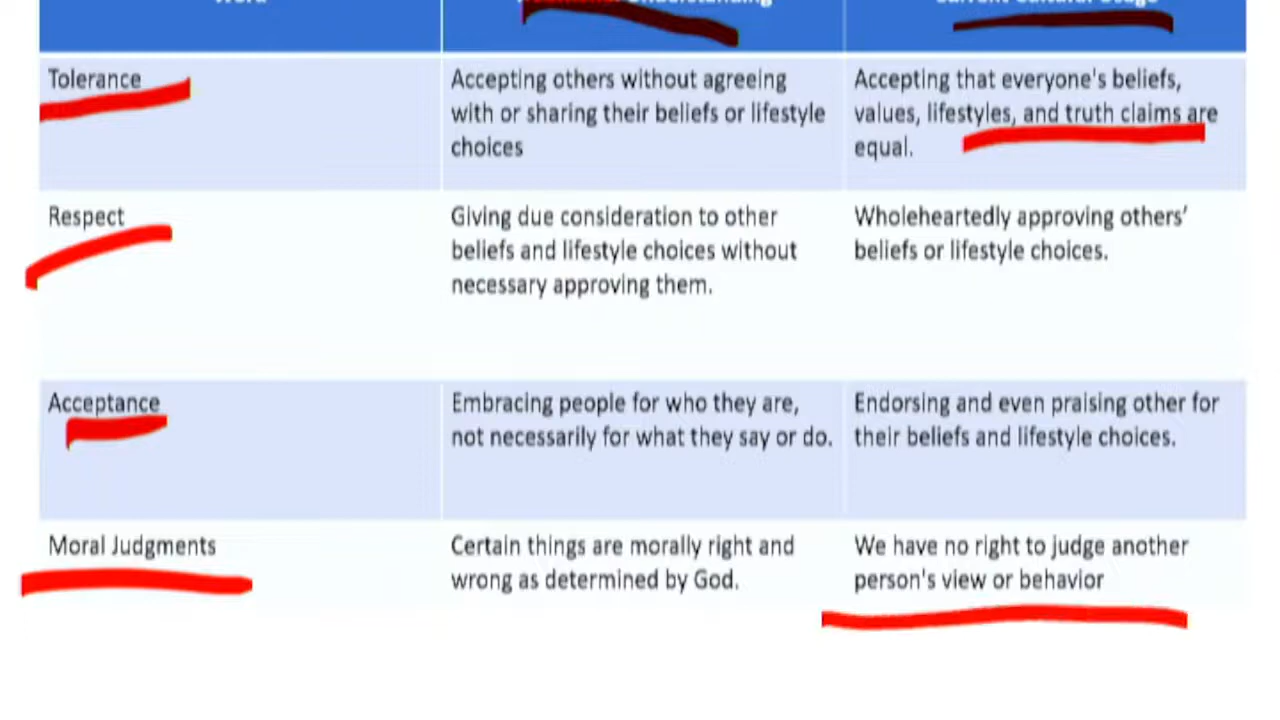 Word
Understanding
Current Cultural Usage
Tolerance
Accepting others without agreeing
with or sharing their beliefs or lifestyle
choices
Accepting that everyone's beliefs,
values, lifestyles, and truth claims are
equal.
Respect
Giving due consideration to other
beliefs and lifestyle choices without
necessary approving them.
Wholeheartedly approving others’
beliefs or lifestyle choices.
Acceptance
Embracing people for who they are,
not necessarily for what they say or do.
Endorsing and even praising other for
their beliefs and lifestyle choices.
Moral Judgments
Certain things are morally right and
wrong as determined by God.
We have no right to judge another
person's view or behavior